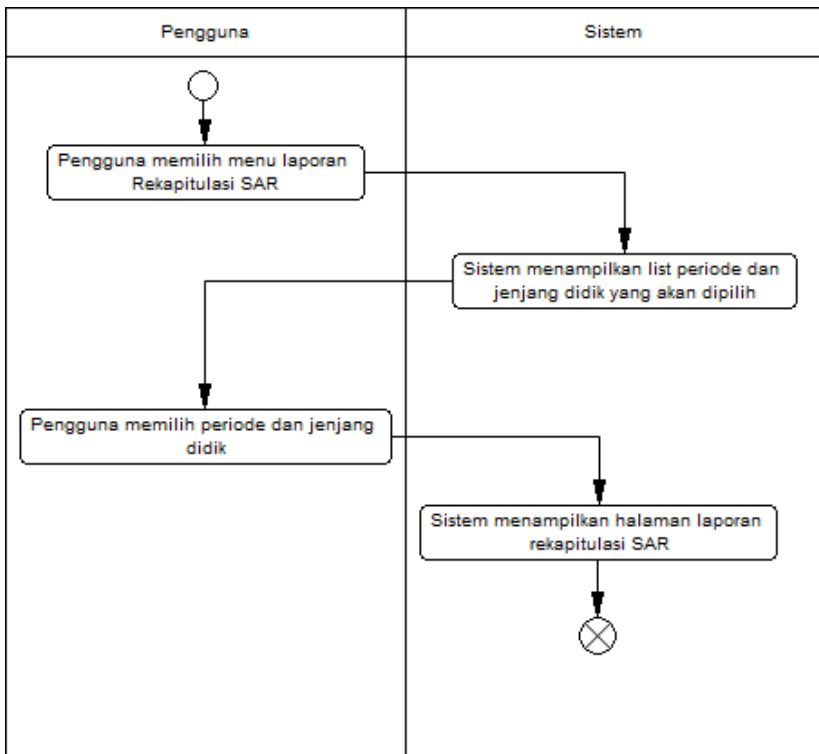 Pengguna
Sistem
Pengguna memilih menu laporan
Rekapitulasi SAR
Sistem menampilkan list periode dan
jenjang didik yang akan dipilih
Pengguna memilih periode dan jenjang
didik
Sistem menampilkan halaman laporan
rekapitulasi SAR